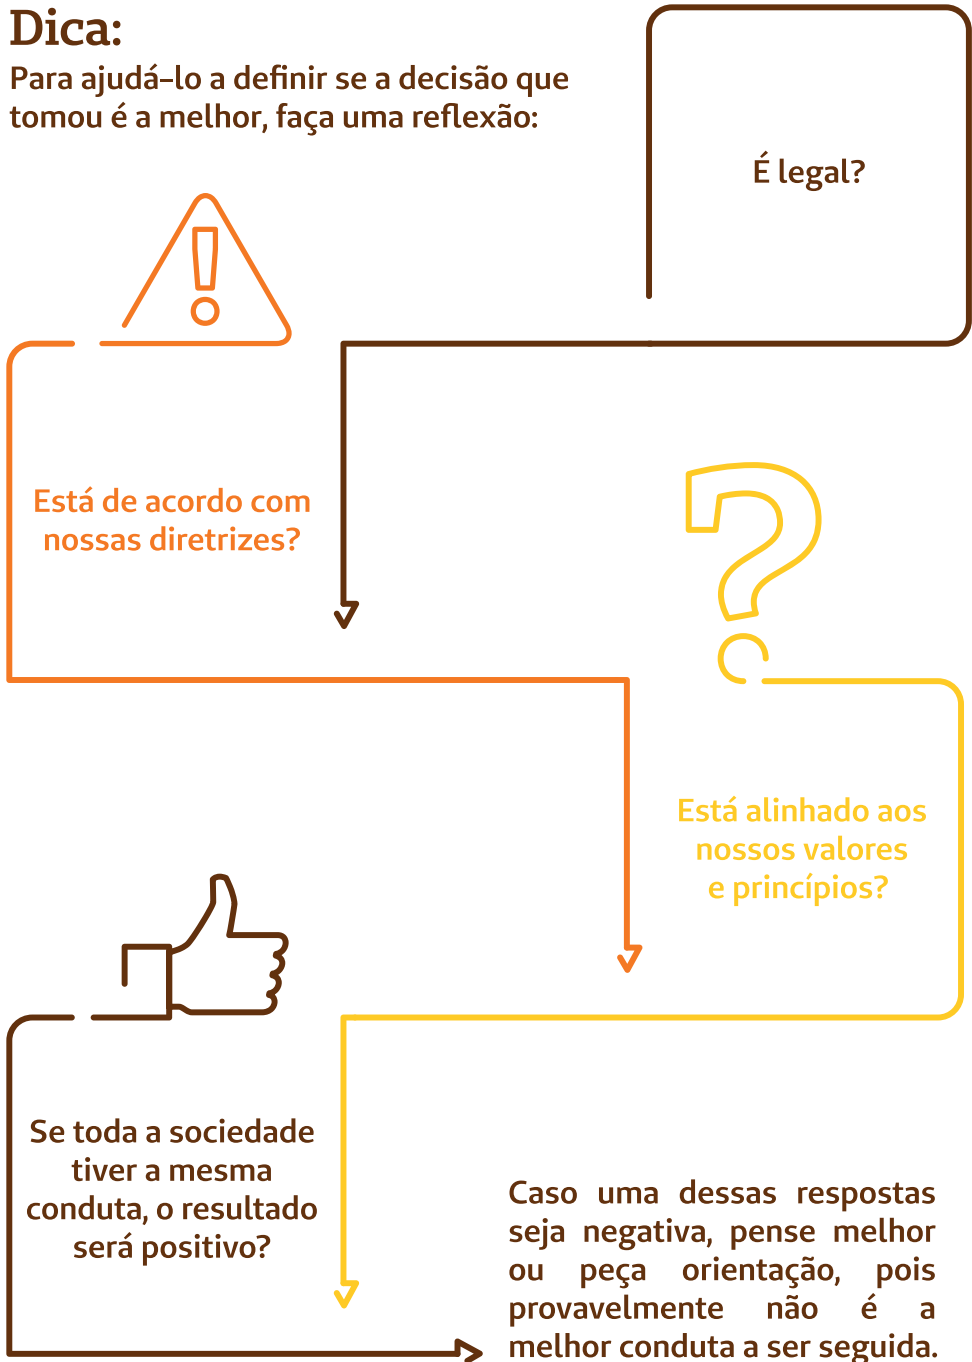 Dica:
Para ajudá-lo a definir se a decisão que
tomou é a melhor, faça uma reflexão:
É legal?
Está de acordo com
nossas diretrizes?
Está alinhado aos
nossos valores
e princípios?
Se toda a sociedade
tiver a mesma
conduta, o resultado
será positivo?
Caso uma dessas respostas
seja negativa, pense melhor
ou peça orientação, pois
provavelmente não é a
melhor conduta a ser seguida.